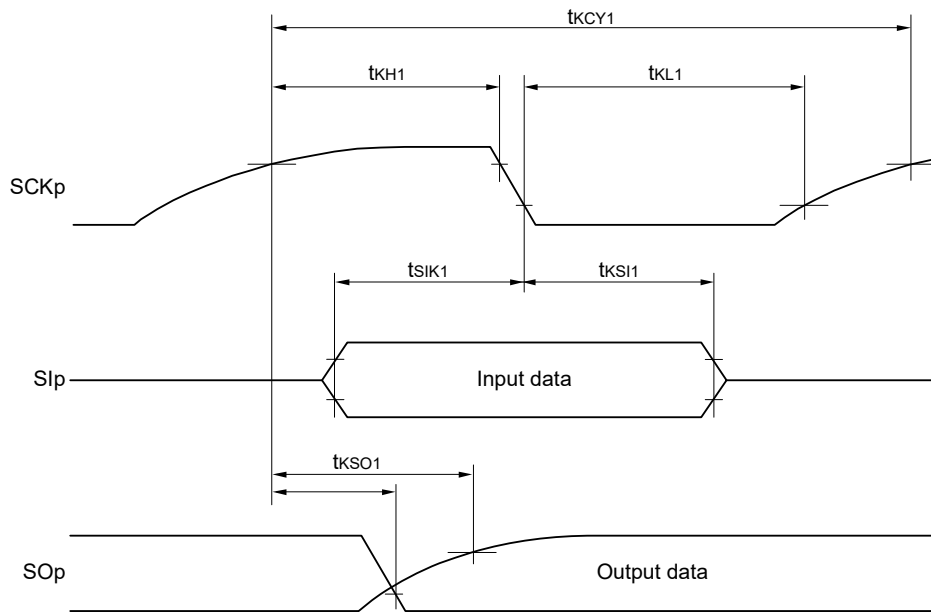 tKCY1
tKH1
tKL1
SCKp
tSIK1
tKSI1
SIp
Input data
tKSO1
SOp
Output data